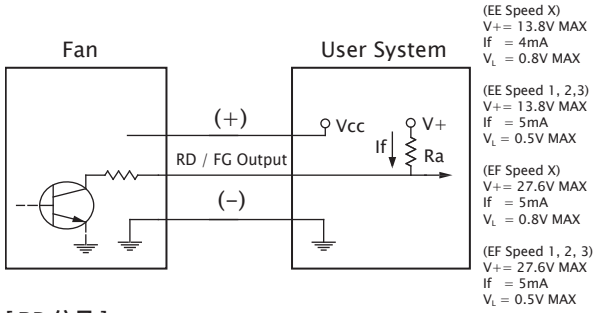 Fan
User System
(+)
Vcc
V+
If
Ra
RD / FG Output
(–)
(EE Speed X)
V+= 13.8V MAX
If = 4mA
VL = 0.8V MAX
(EE Speed 1, 2,3)
V+= 13.8V MAX
If = 5mA
VL = 0.5V MAX
(EF Speed X)
V+= 27.6V MAX
If = 5mA
VL = 0.8V MAX
(EF Speed 1, 2, 3)
V+= 27.6V MAX
If = 5mA
VL = 0.5V MAX